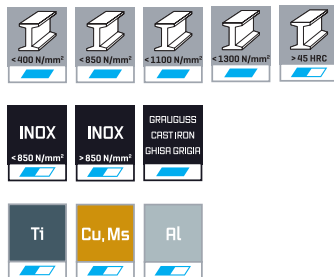 <400 N/mm² <850 N/mm² <1100 N/mm² <1300 N/mm² >45 HRC
INOX INOX GRAUGUSS
CAST IRON
GHISA GRIGIA
<850 N/mm² >850 N/mm²
Ti Cu, Ms Al